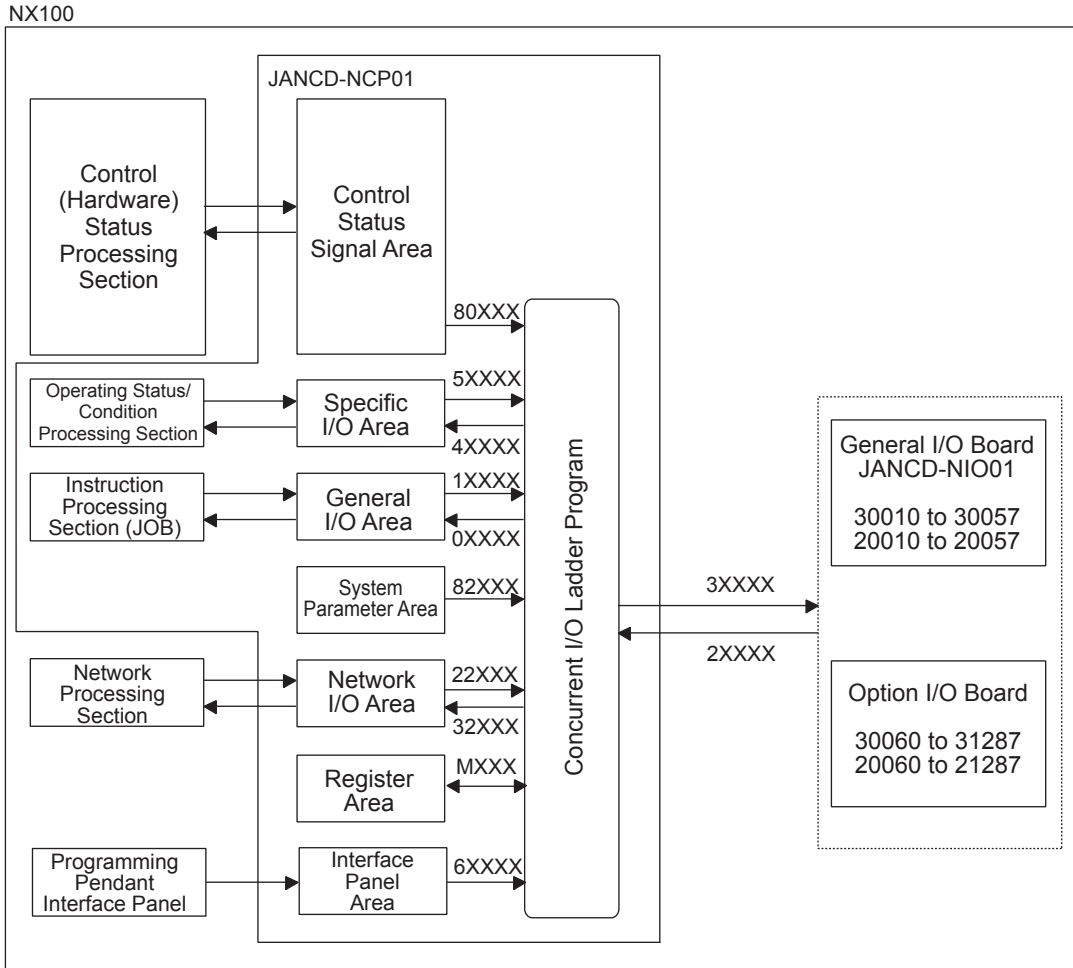 NX100
JANCD-NCP01
Control
(Hardware)
Status
Processing
Section
Control
Status
Signal Area
80XXX
Operating Status/
Condition
Processing Section
Specific
I/O Area
5XXXX
4XXXX
Instruction
Processing
Section (JOB)
General
I/O Area
1XXXX
0XXXX
System
Parameter Area
82XXX
Network
Processing
Section
Network
I/O Area
22XXX
32XXX
Register
Area
MXXX
Programming
Pendant
Interface Panel
Interface
Panel
Area
6XXXX
Concurrent I/O Ladder Program
3XXXX
2XXXX
General I/O Board
JANCD-NIO01
30010 to 30057
20010 to 20057
Option I/O Board
30060 to 31287
20060 to 21287